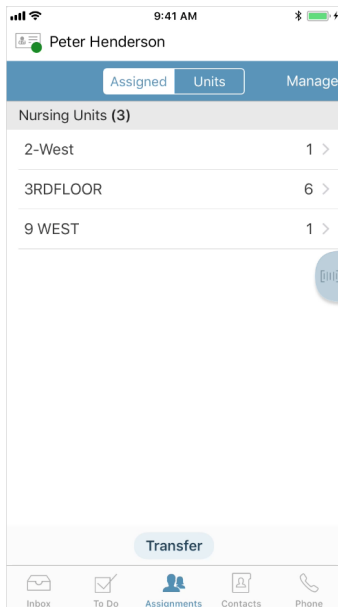 9:41 AM
Peter Henderson
Assigned Units Manage
Nursing Units (3)
2-West 1
3RDFLOOR 6
9 WEST 1
Transfer
Inbox To Do Assignments Contacts Phone